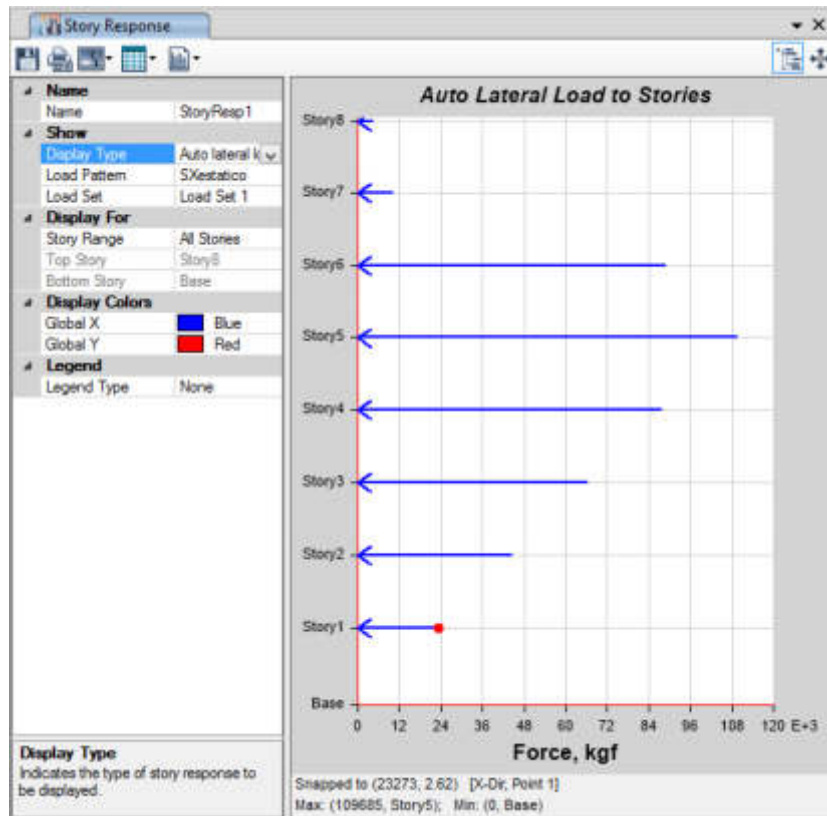 Story Response
Name
Name StoryResp1
Show
Display Type Auto lateral l
Load Pattern SXestatico
Load Set Load Set 1
Display For
Story Range All Stories
Top Story Story8
Bottom Story Base
Display Colors
Global X Blue
Global Y Red
Legend
Legend Type None
Display Type
Indicates the type of story response to
be displayed.
Auto Lateral Load to Stories
Story8
Story7
Story6
Story5
Story4
Story3
Story2
Story1
Base
0 12 24 36 48 60 72 84 96 108 120 E+3
Force, kgf
Snapped to (23273, 2.62) [X-Dir, Point 1]
Max: (109685, Story5); Min: (0, Base)